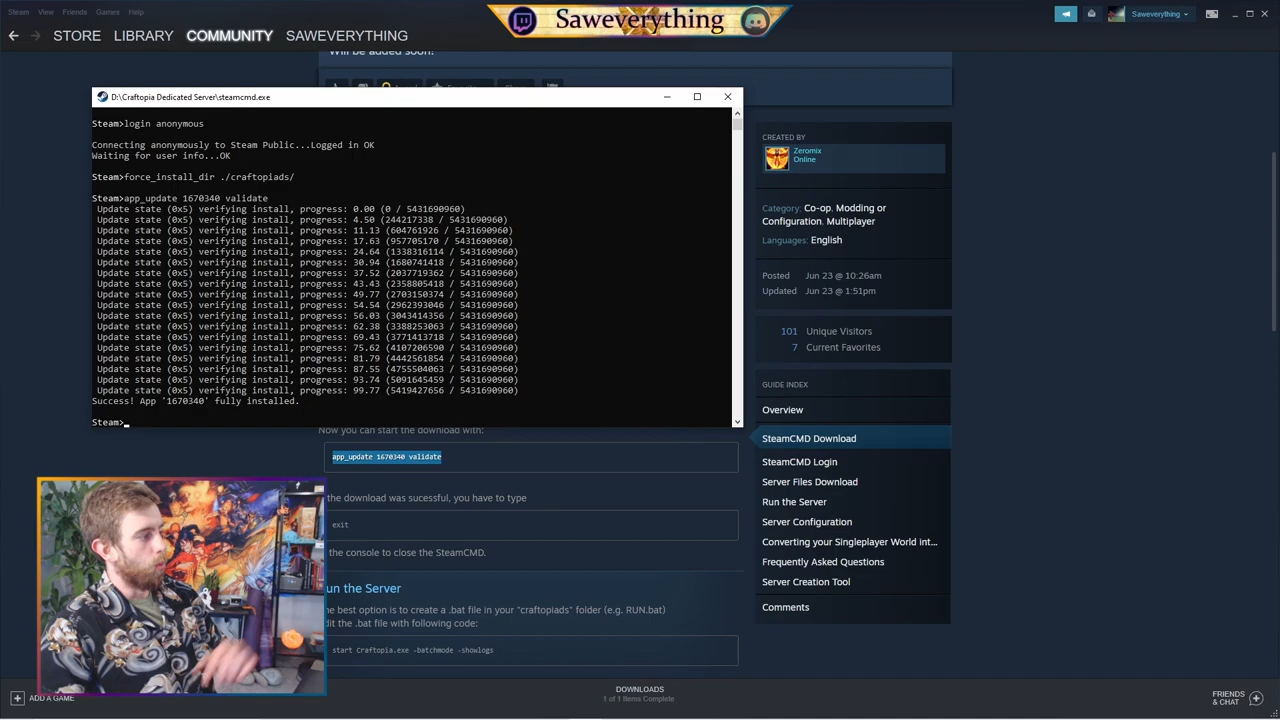 Steam View Friends Games Help
Saweverything
Saweverything
STORE LIBRARY COMMUNITY SAWEVERYTHING
Will be added soon!
D:\Craftopia Dedicated Server\steamcmd.exe
Steam>login anonymous
Connecting anonymously to Steam Public...Logged in OK
Waiting for user info...OK
Steam>force_install_dir ./craftopiads/
Steam>app_update 1670340 validate
Update state (0x5) verifying install, progress: 0.00 (0 / 5431690960)
Update state (0x5) verifying install, progress: 4.50 (244217338 / 5431690960)
Update state (0x5) verifying install, progress: 11.13 (604761926 / 5431690960)
Update state (0x5) verifying install, progress: 17.63 (957705170 / 5431690960)
Update state (0x5) verifying install, progress: 24.64 (1338316114 / 5431690960)
Update state (0x5) verifying install, progress: 30.94 (1680741418 / 5431690960)
Update state (0x5) verifying install, progress: 37.52 (2037719362 / 5431690960)
Update state (0x5) verifying install, progress: 43.43 (2358805418 / 5431690960)
Update state (0x5) verifying install, progress: 49.77 (2703150374 / 5431690960)
Update state (0x5) verifying install, progress: 54.54 (2962393046 / 5431690960)
Update state (0x5) verifying install, progress: 56.03 (3043414356 / 5431690960)
Update state (0x5) verifying install, progress: 62.38 (3388253063 / 5431690960)
Update state (0x5) verifying install, progress: 69.43 (3771413718 / 5431690960)
Update state (0x5) verifying install, progress: 75.62 (4107206590 / 5431690960)
Update state (0x5) verifying install, progress: 81.79 (4442561854 / 5431690960)
Update state (0x5) verifying install, progress: 87.55 (4755504063 / 5431690960)
Update state (0x5) verifying install, progress: 93.74 (5091645459 / 5431690960)
Update state (0x5) verifying install, progress: 99.77 (5419427656 / 5431690960)
Success! App '1670340' fully installed.
Steam>
Now you can start the download with:
app_update 1670340 validate
the download was sucessful, you have to type
exit
the console to close the SteamCMD.
un the Server
he best option is to create a .bat file in your "craftopiads" folder (e.g. RUN.bat)
dit the .bat file with following code:
start Craftopia.exe -batchmode -showlogs
CREATED BY
Zeromix
Online
Category: Co-op, Modding or
Configuration, Multiplayer
Languages: English
Posted Jun 23 @ 10:26am
Updated Jun 23 @ 1:51pm
101 Unique Visitors
7 Current Favorites
GUIDE INDEX
Overview
SteamCMD Download
SteamCMD Login
Server Files Download
Run the Server
Server Configuration
Converting your Singleplayer World int...
Frequently Asked Questions
Server Creation Tool
Comments
ADD A GAME
DOWNLOADS
1 of 1 Items Complete
FRIENDS
& CHAT